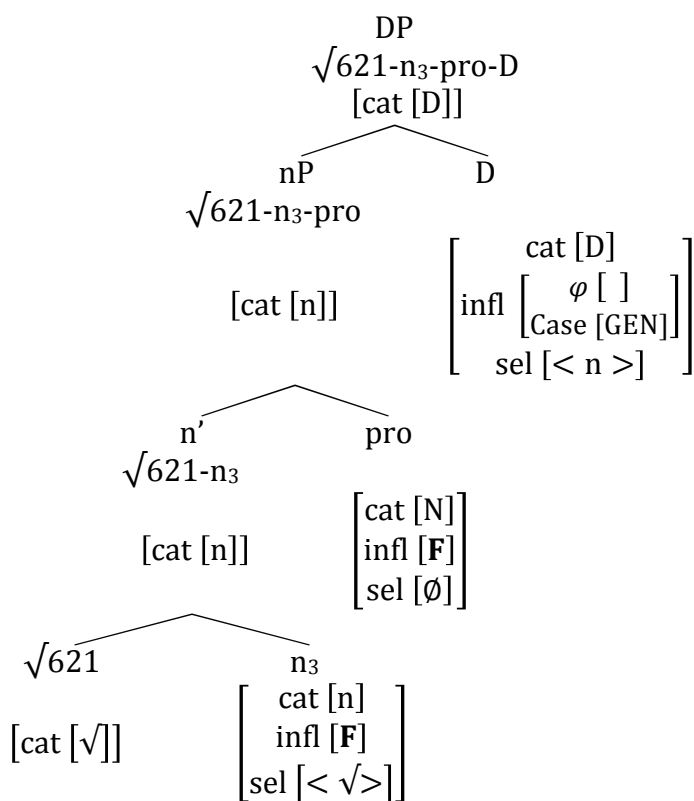 DP
√621-n₃-pro-D
[cat [D]]
nP D
√621-n₃-pro
[cat [n]]
cat [D]
infl [φ [ ]
Case [GEN]]
sel [< n >]
n’ pro
√621-n₃
[cat [n]]
cat [N]
infl [F]
sel [Ø]
√621 n₃
[cat [√]]
cat [n]
infl [F]
sel [< √>]